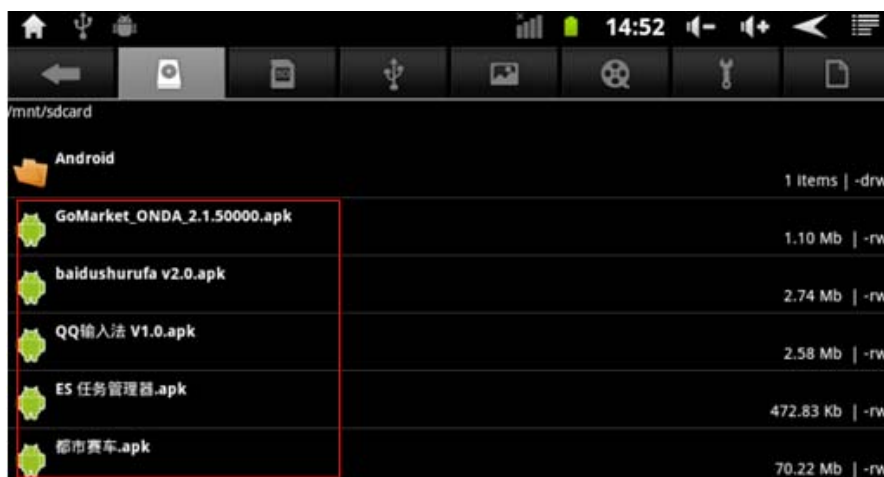 14:52
/mnt/sdcard
Android
1 Items | -drw
GoMarket_ONDA_2.1.50000.apk
1.10 Mb | -rw
baidushurufa v2.0.apk
2.74 Mb | -rw
QQ输入法 V1.0.apk
2.58 Mb | -rw
ES 任务管理器.apk
472.83 Kb | -rw
都市赛车.apk
70.22 Mb | -rw